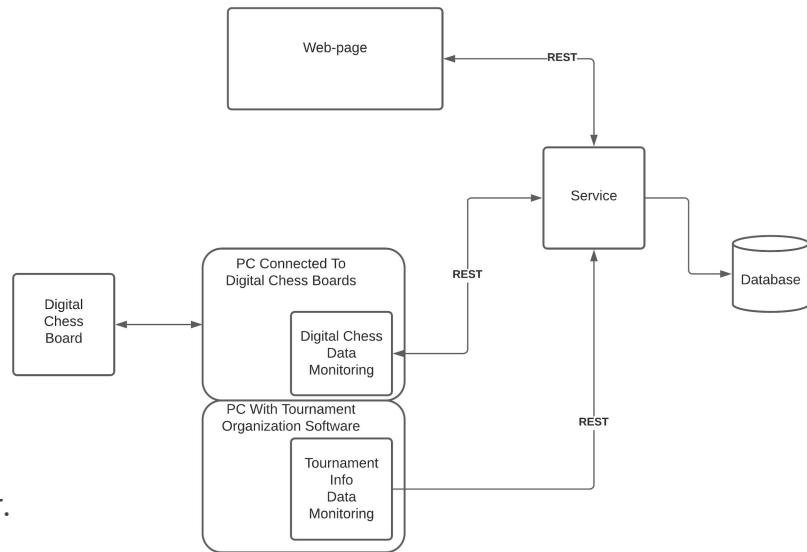 Web-page
REST
Service
PC Connected To
Digital Chess Boards
REST
Database
Digital
Chess
Board
Digital Chess
Data
Monitoring
PC With Tournament
Organization Software
REST
Tournament
Info
Data
Monitoring